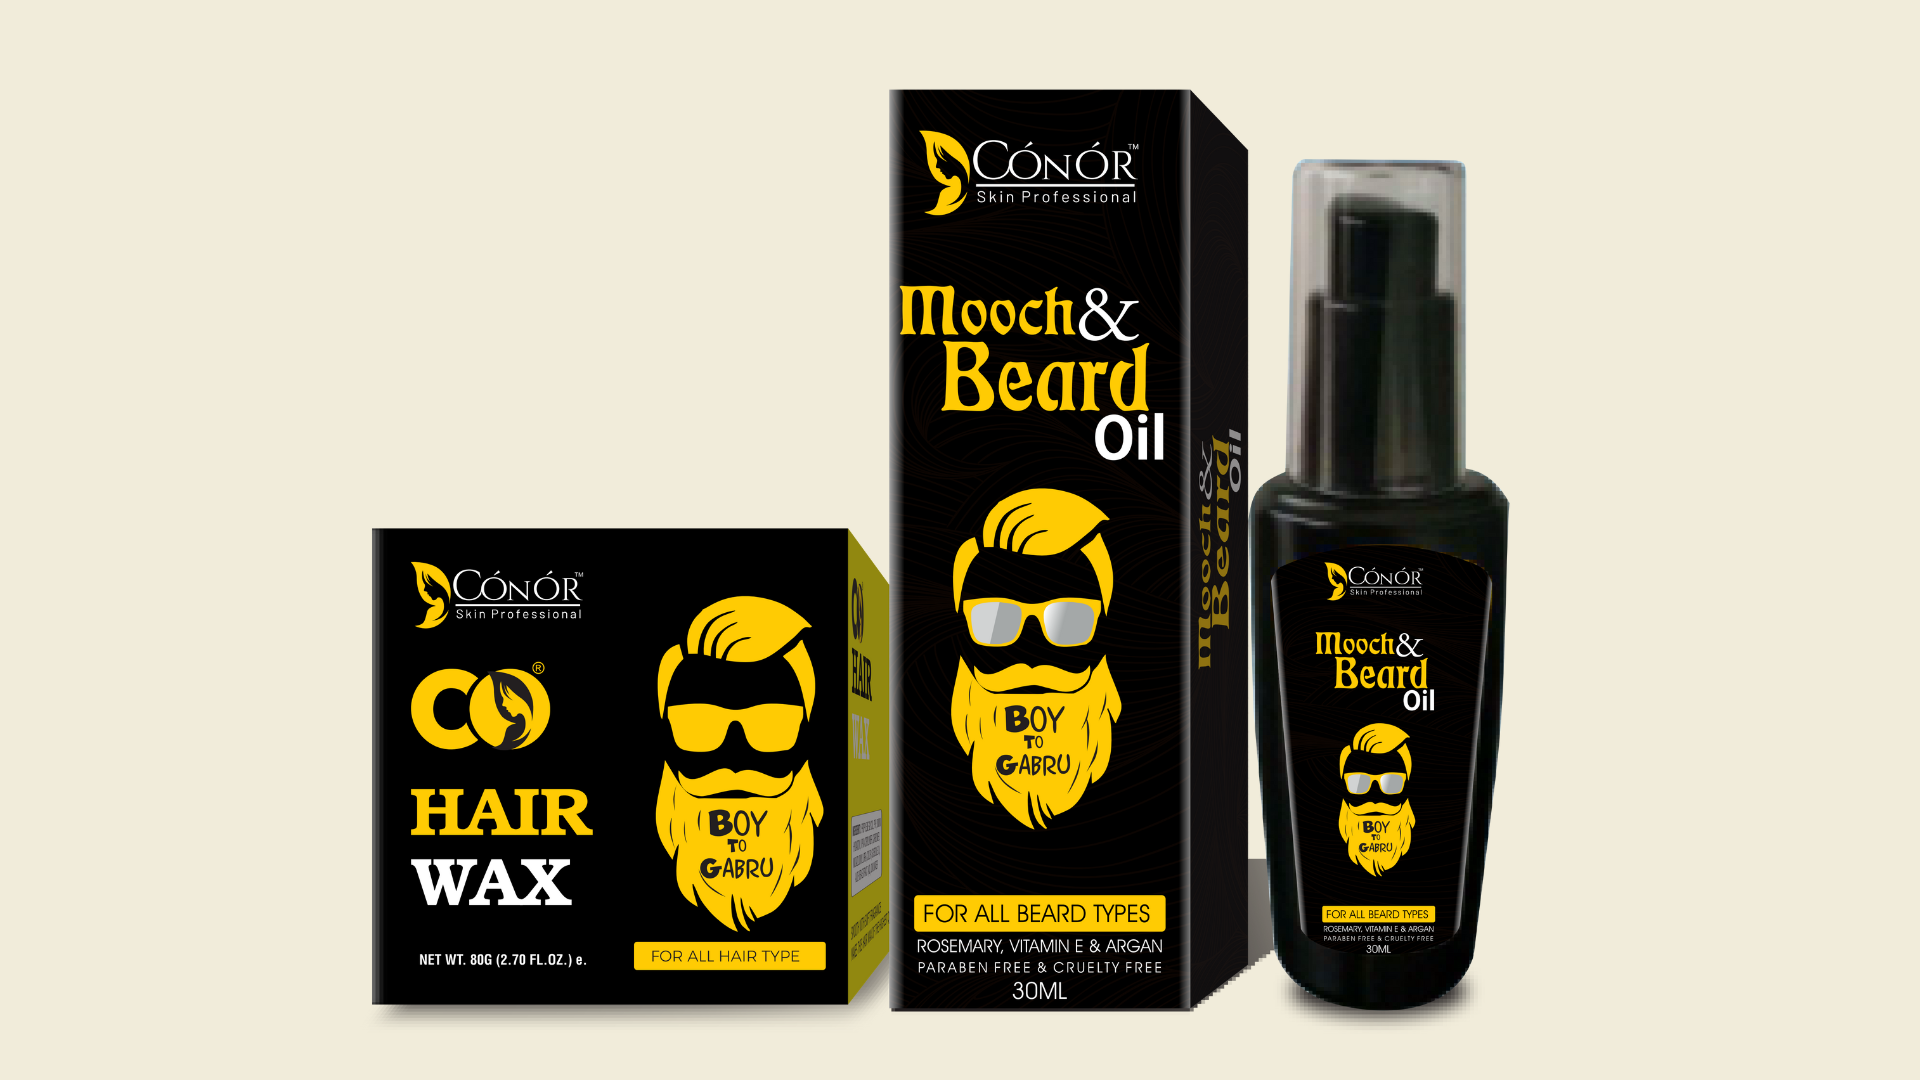 CÓNÓR™
Skin Professional
CO®
HAIR
WAX
NET WT. 80G (2.70 FL.OZ.) e.
BOY
TO
GABRU
FOR ALL HAIR TYPE
CO
HAIR
WAX
CÓNÓR™
Skin Professional
Mooch &
Beard
Oil
BOY
TO
GABRU
FOR ALL BEARD TYPES
ROSEMARY, VITAMIN E & ARGAN
PARABEN FREE & CRUELTY FREE
30ML
Mooch &
Beard
Oil
CÓNÓR™
Skin Professional
Mooch &
Beard
Oil
BOY
TO
GABRU
FOR ALL BEARD TYPES
ROSEMARY, VITAMIN E & ARGAN
PARABEN FREE & CRUELTY FREE
30ML